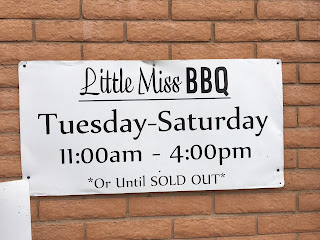 Little Miss BBQ
Tuesday-Saturday
11:00am - 4:00pm
*Or Until SOLD OUT*